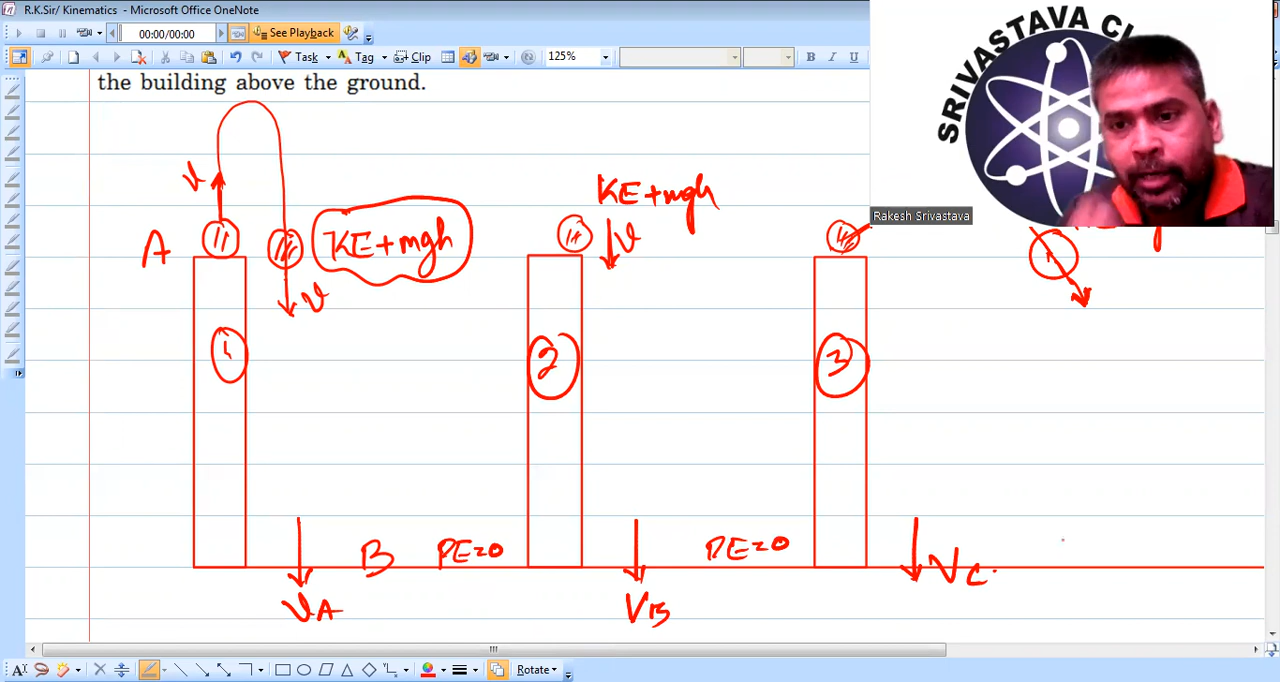 R.K.Sir/ Kinematics - Microsoft Office OneNote
00:00/00:00 See Playback
Task Tag Clip 125% B I U
SRIVASTAVA CL
the building above the ground.
v
KE+mgh
Rakesh Srivastava
A
KE+mgh
v
v
1
2
3
B PE=0
PE=0
VC
VA
VB
Rotate